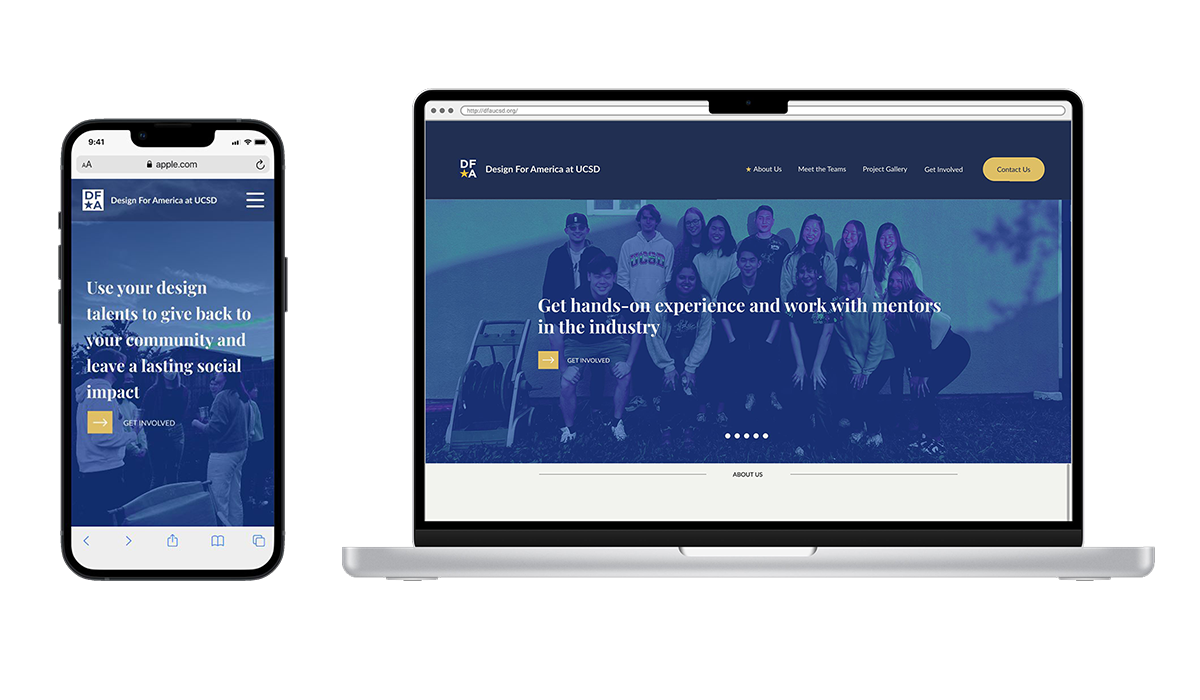 9:41
AA
apple.com
DF
★A
Design For America at UCSD
Use your design
talents to give back to
your community and
leave a lasting social
impact
GET INVOLVED
http://dfaucsd.org/
DF
★A
Design For America at UCSD
★ About Us
Meet the Teams
Project Gallery
Get Involved
Contact Us
Get hands-on experience and work with mentors
in the industry
GET INVOLVED
ABOUT US